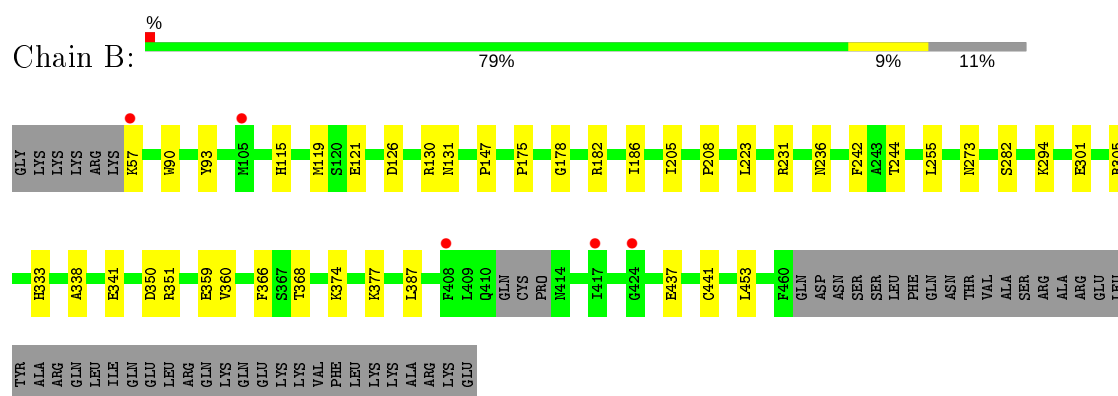 %
Chain B:
79% 9% 11%
GLY LYS LYS LYS ARG LYS K57 W90 Y93 M105 H115 M119 S120 E121 D126 R130 N131 P147 P175 G178 R182 I186 I205 P208 L223 R231 N236 F242 A243 T244 L255 N273 S282 K294 E301 R305
H333 A338 E341 D350 R351 E359 V360 F366 S367 T368 K374 K377 L387 F408 L409 Q410 GLN CYS PRO N414 I417 G424 E437 C441 L453 F460 GLN ASP ASN SER SER LEU PHE GLN ASN THR VAL ALA SER ARG ALA ARG GLU LEU
TYR ALA ARG GLN LEU ILE GLN GLU LEU ARG GLN LYS GLN GLU LYS LYS VAL PHE LEU LYS LYS ALA ARG LYS GLU